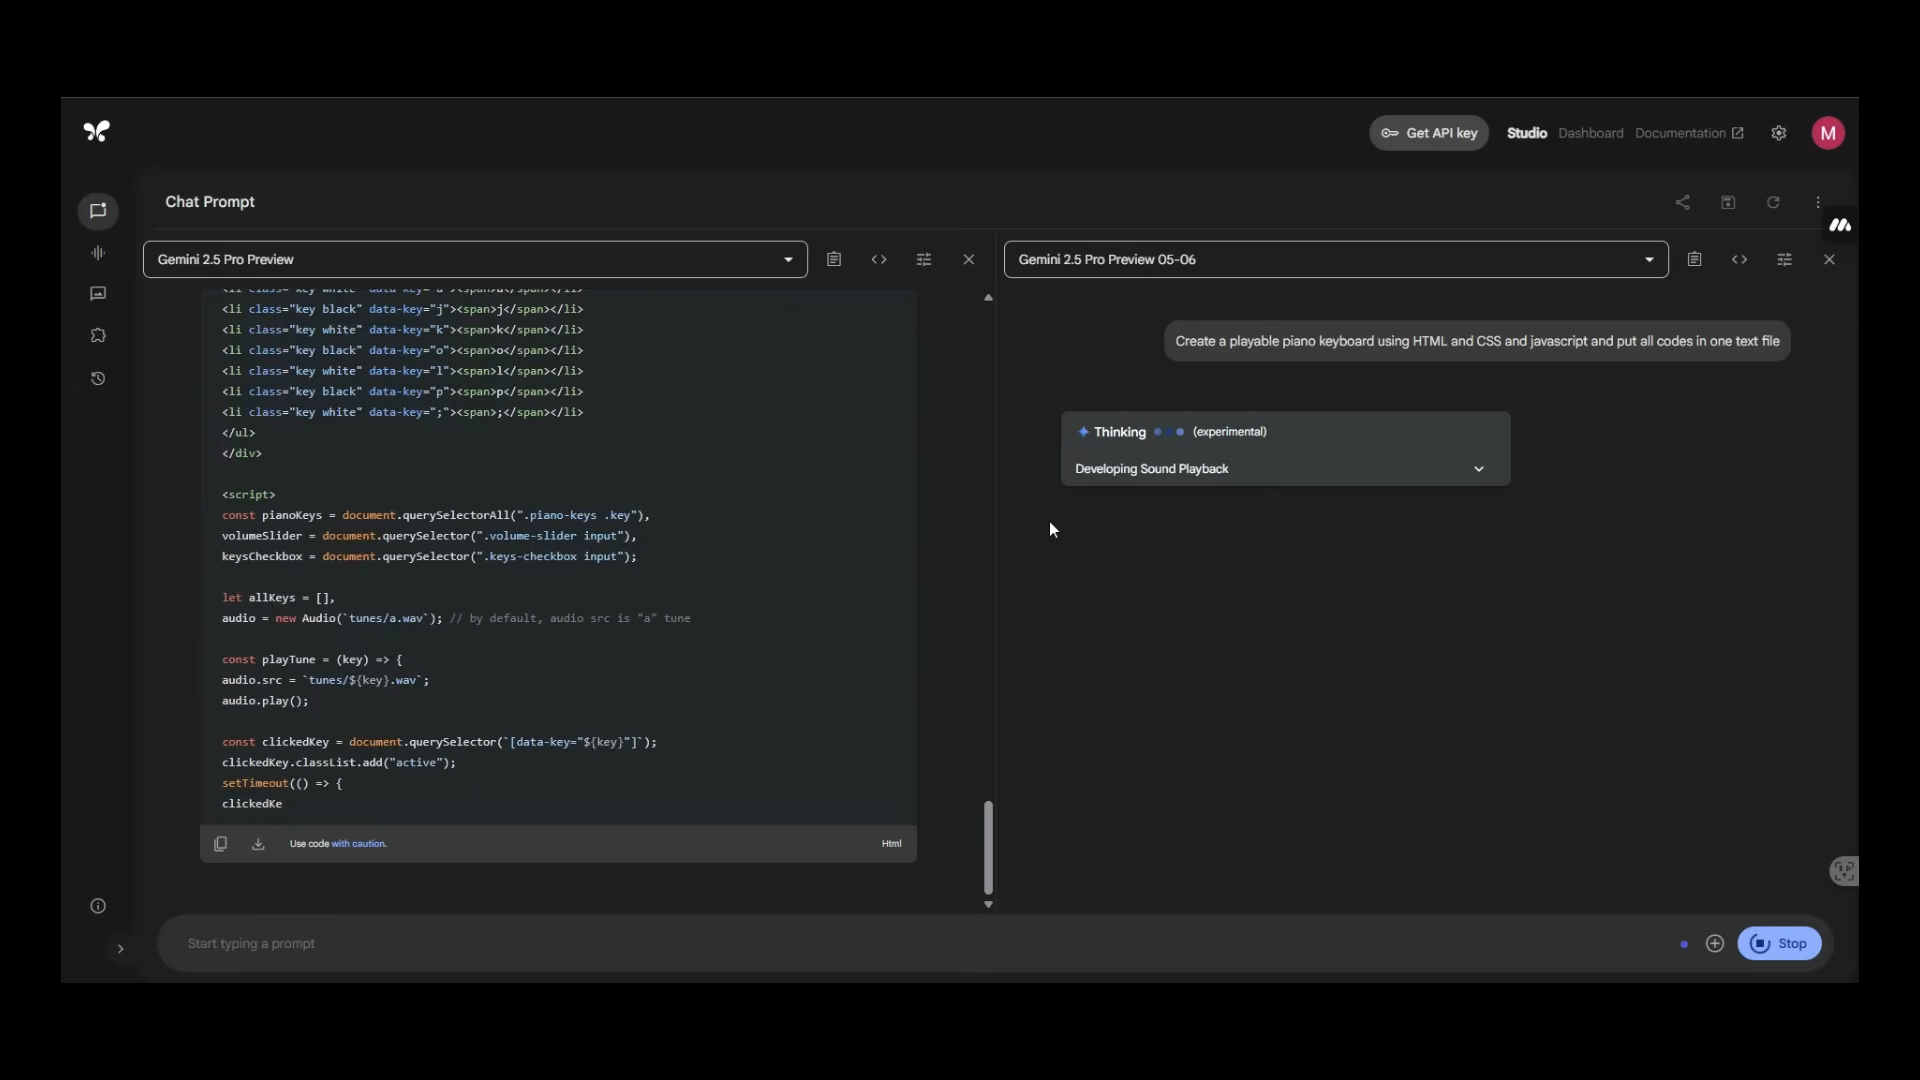 Get API key
Studio
Dashboard
Documentation
M
Chat Prompt
Gemini 2.5 Pro Preview
<li class="key black" data-key="j"><span>j</span></li>
<li class="key white" data-key="k"><span>k</span></li>
<li class="key black" data-key="o"><span>o</span></li>
<li class="key white" data-key="l"><span>l</span></li>
<li class="key black" data-key="p"><span>p</span></li>
<li class="key white" data-key=";"><span>;</span></li>
</ul>
</div>
<script>
const pianoKeys = document.querySelectorAll(".piano-keys .key"),
volumeSlider = document.querySelector(".volume-slider input"),
keysCheckbox = document.querySelector(".keys-checkbox input");
let allKeys = [],
audio = new Audio(`tunes/a.wav`); // by default, audio src is "a" tune
const playTune = (key) => {
audio.src = `tunes/${key}.wav`;
audio.play();
const clickedKey = document.querySelector(`[data-key="${key}"]`);
clickedKey.classList.add("active");
setTimeout(() => {
clickedKe
Use code with caution.
Html
Gemini 2.5 Pro Preview 05-06
Create a playable piano keyboard using HTML and CSS and javascript and put all codes in one text file
Thinking
(experimental)
Developing Sound Playback
Start typing a prompt
Stop